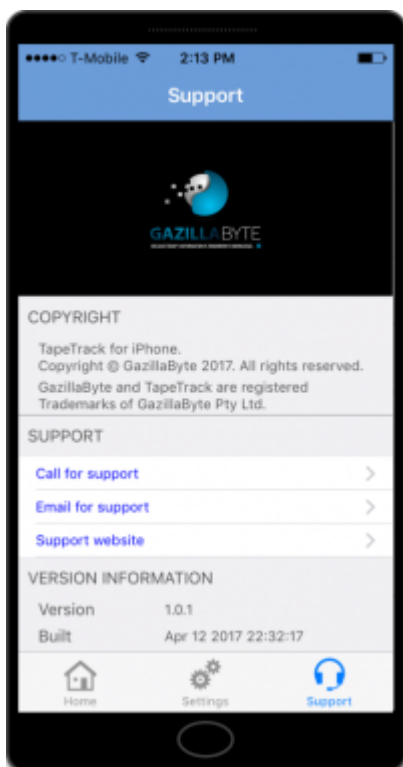 T-Mobile 2:13 PM
Support
GAZILLABYTE
COPYRIGHT
TapeTrack for iPhone.
Copyright © GazillaByte 2017. All rights reserved.
GazillaByte and TapeTrack are registered
Trademarks of GazillaByte Pty Ltd.
SUPPORT
Call for support
Email for support
Support website
VERSION INFORMATION
Version 1.0.1
Built Apr 12 2017 22:32:17
Home Settings Support